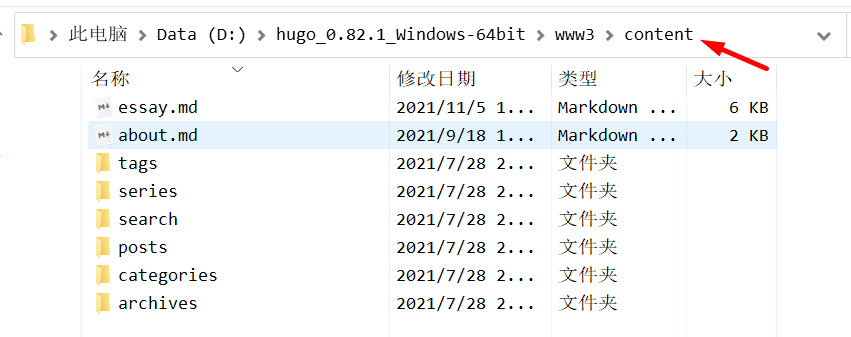 此电脑 > Data (D:) > hugo_0.82.1_Windows-64bit > www3 > content
名称 修改日期 类型 大小
essay.md 2021/11/5 1... Markdown ... 6 KB
about.md 2021/9/18 1... Markdown ... 2 KB
tags 2021/7/28 2... 文件夹
series 2021/7/28 2... 文件夹
search 2021/7/28 2... 文件夹
posts 2021/7/28 2... 文件夹
categories 2021/7/28 2... 文件夹
archives 2021/7/28 2... 文件夹